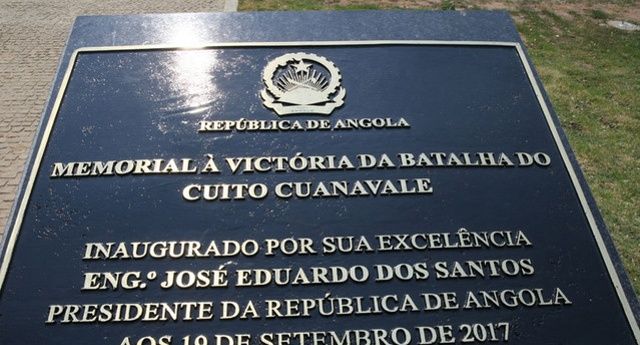 REPÚBLICA DE ANGOLA
MEMORIAL À VICTÓRIA DA BATALHA DO
CUITO CUANAVALE
INAUGURADO POR SUA EXCELÊNCIA
ENG.º JOSÉ EDUARDO DOS SANTOS
PRESIDENTE DA REPÚBLICA DE ANGOLA
AOS 19 DE SETEMBRO DE 2017